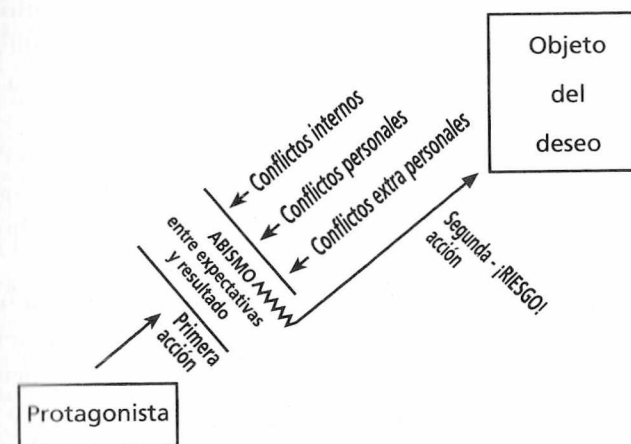 Objeto
del
deseo
Conflictos internos
Conflictos personales
Conflictos extra personales
ABISMO
entre expectativas
y resultado
Segunda - ¡RIESGO!
acción
Primera
acción
Protagonista